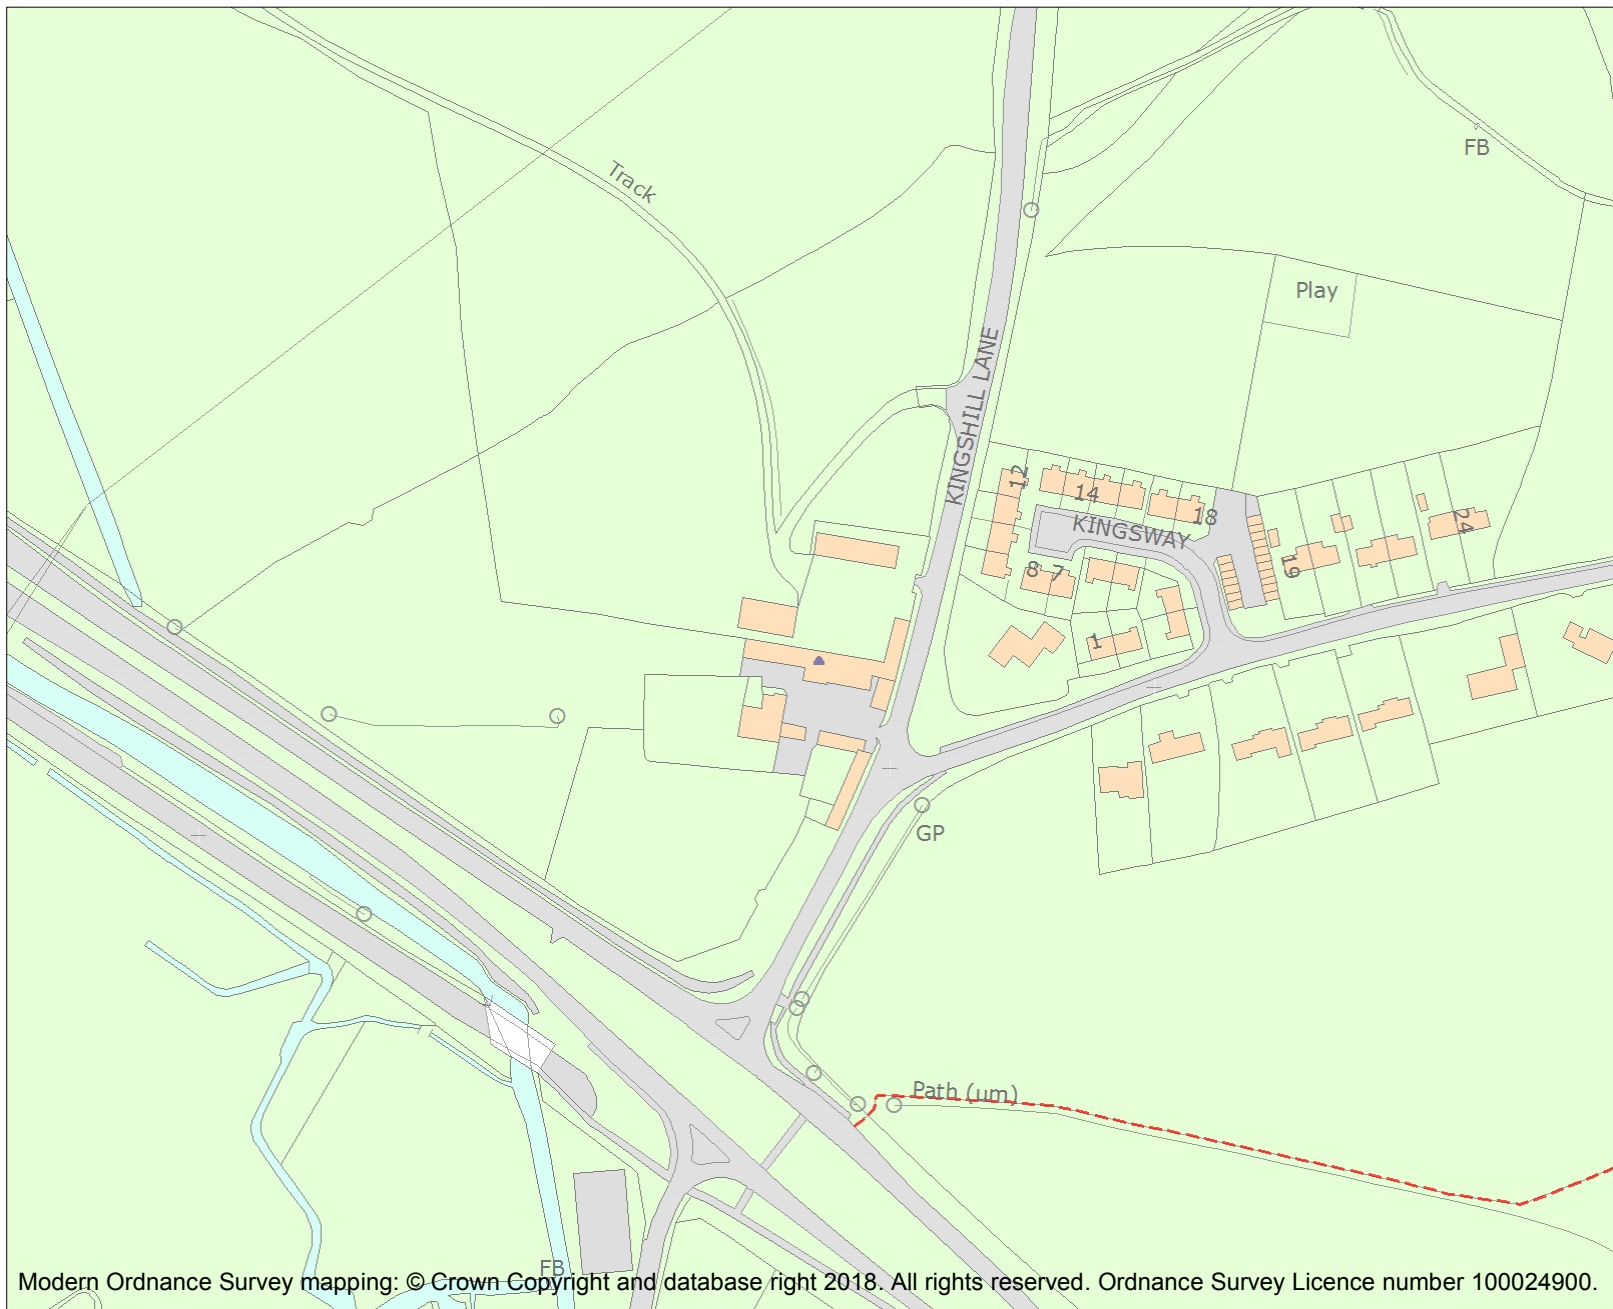 Track
FB
Play
KINGSHILL LANE
12
14
18
KINGSWAY
24
19
8
7
1
GP
Path (um)
FB
Modern Ordnance Survey mapping: © Crown Copyright and database right 2018. All rights reserved. Ordnance Survey Licence number 100024900.